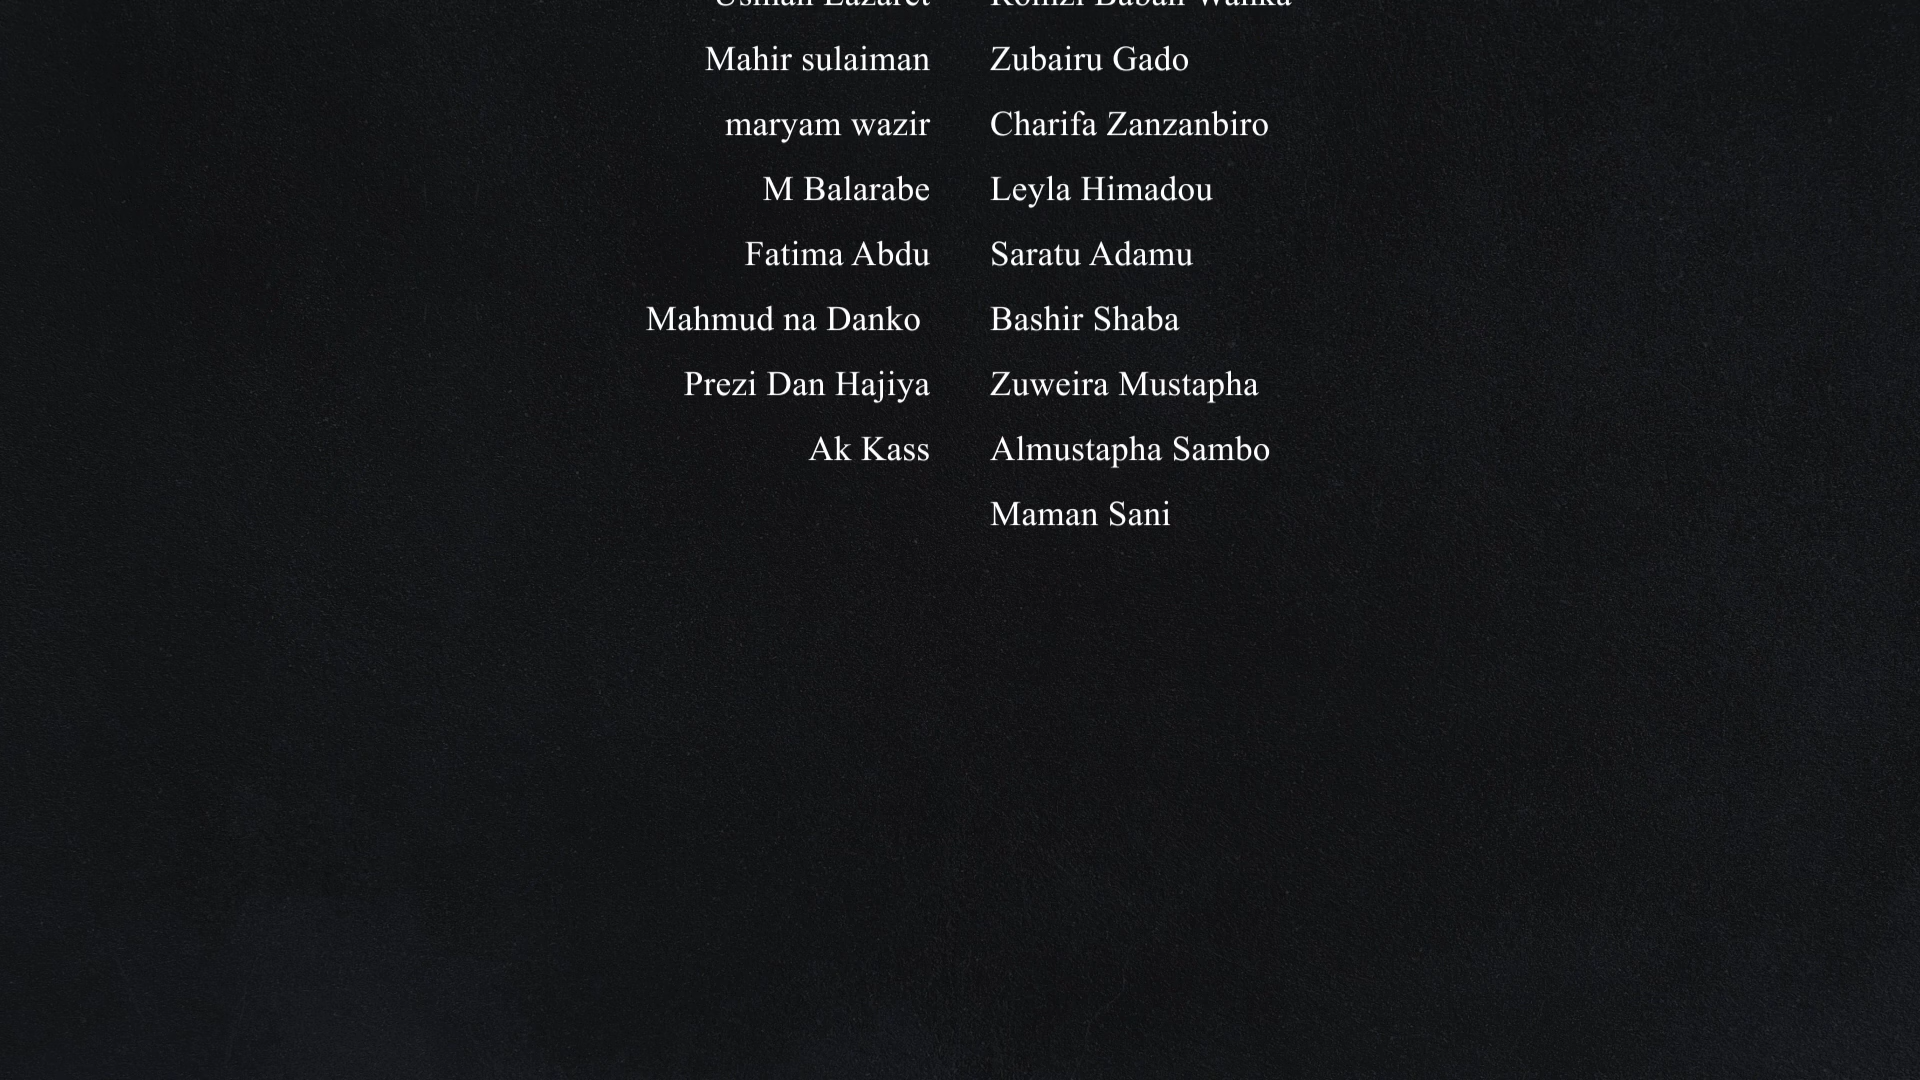 Mahir sulaiman Zubairu Gado
maryam wazir Charifa Zanzanbiro
M Balarabe Leyla Himadou
Fatima Abdu Saratu Adamu
Mahmud na Danko Bashir Shaba
Prezi Dan Hajiya Zuweira Mustapha
Ak Kass Almustapha Sambo
Maman Sani